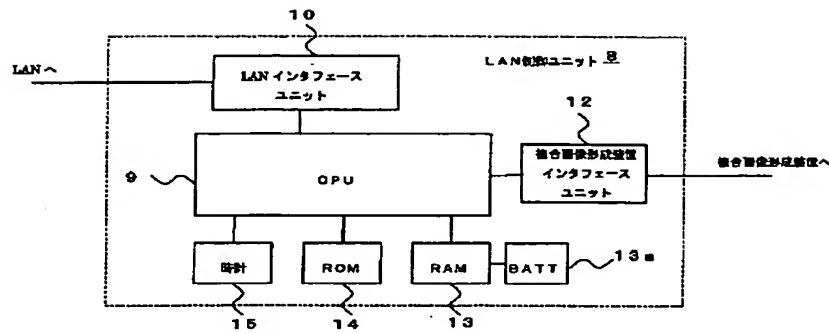 10
LAN制御ユニット 8
LANへ
LAN インタフェース
ユニット
12
9
CPU
複合画像形成装置
インタフェース
ユニット
複合画像形成装置へ
時計
ROM
RAM
BATT
13a
15
14
13